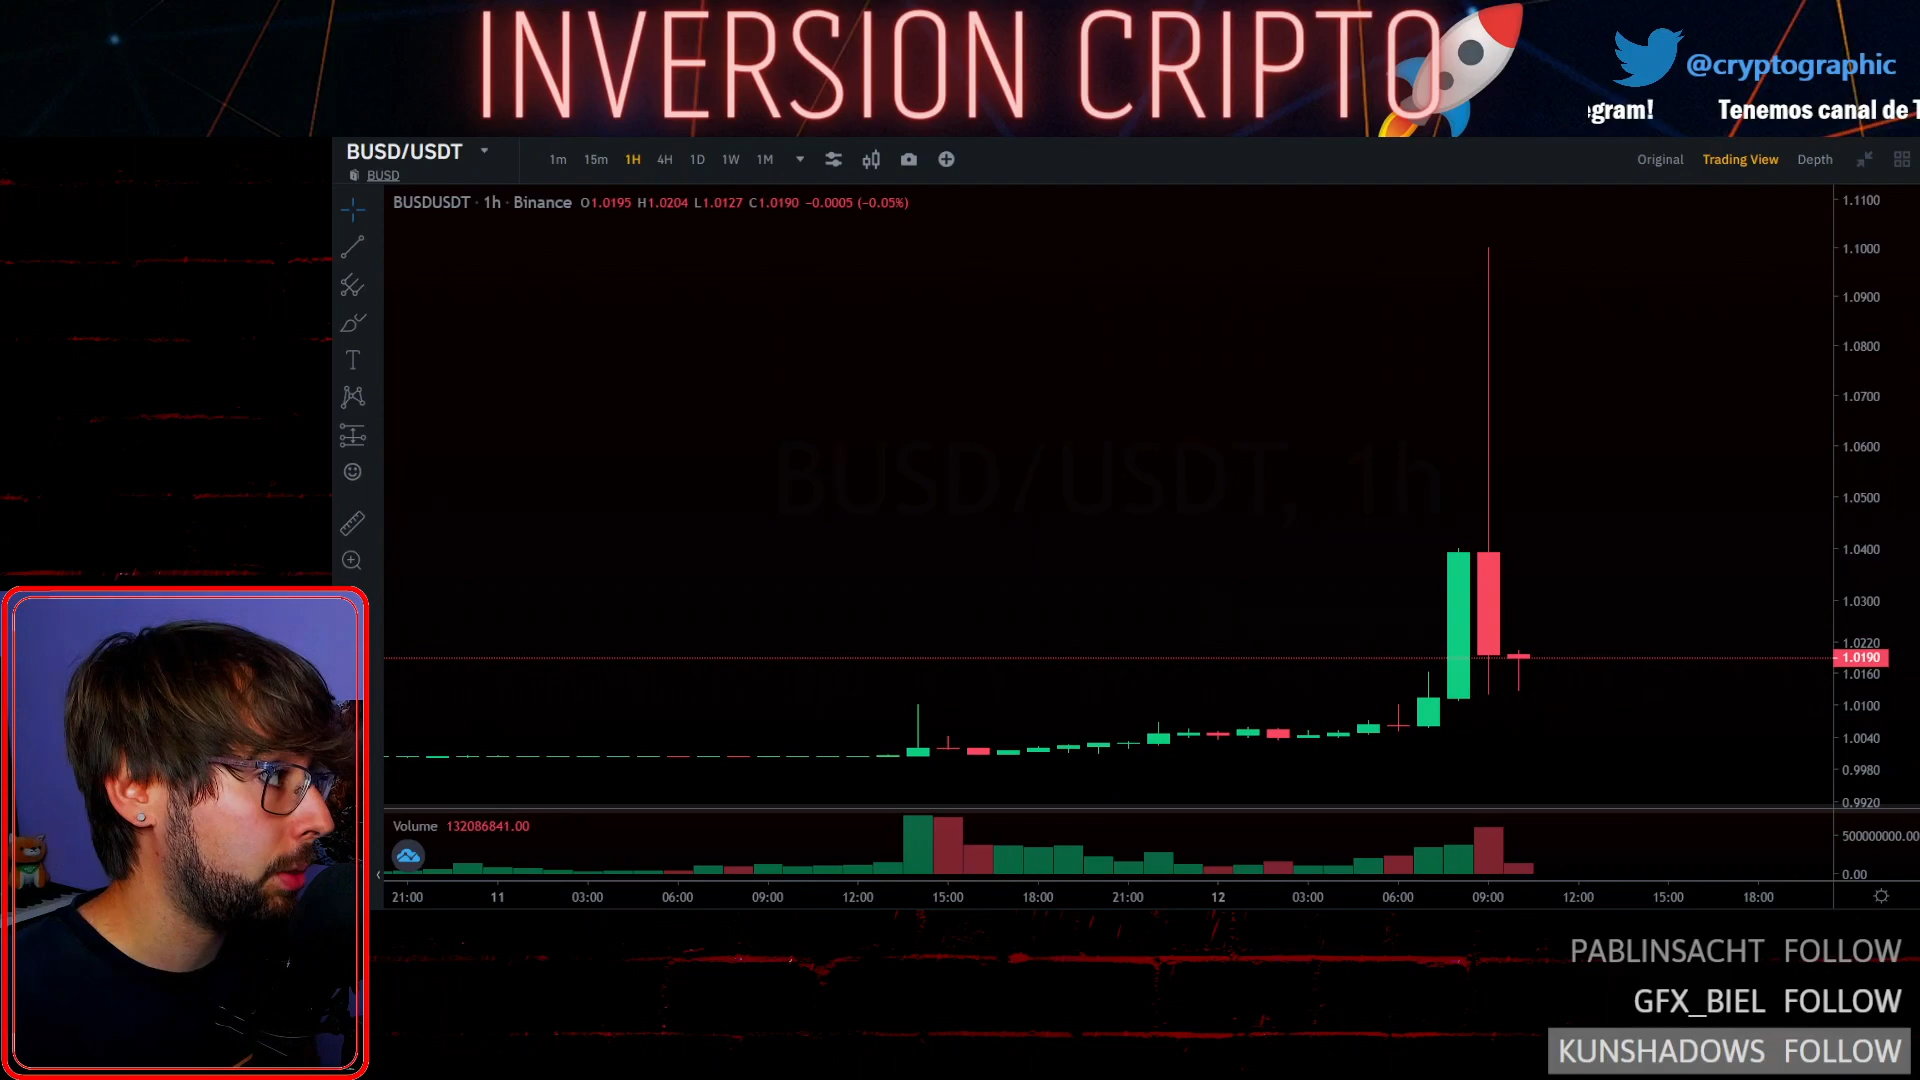 INVERSION CRIPTO
@cryptographic
gram! Tenemos canal de T
BUSD/USDT
BUSD
1m 15m 1H 4H 1D 1W 1M
Original Trading View Depth
BUSDUSDT · 1h · Binance O1.0195 H1.0204 L1.0127 C1.0190 −0.0005 (−0.05%)
1.1100
1.1000
1.0900
1.0800
1.0700
1.0600
BUSD/USDT, 1h
1.0500
1.0400
1.0300
1.0220
1.0190
1.0160
1.0100
1.0040
0.9980
0.9920
Volume 132086841.00
500000000.00
0.00
21:00 11 03:00 06:00 09:00 12:00 15:00 18:00 21:00 12 03:00 06:00 09:00 12:00 15:00 18:00
PABLINSACHT FOLLOW
GFX_BIEL FOLLOW
KUNSHADOWS FOLLOW